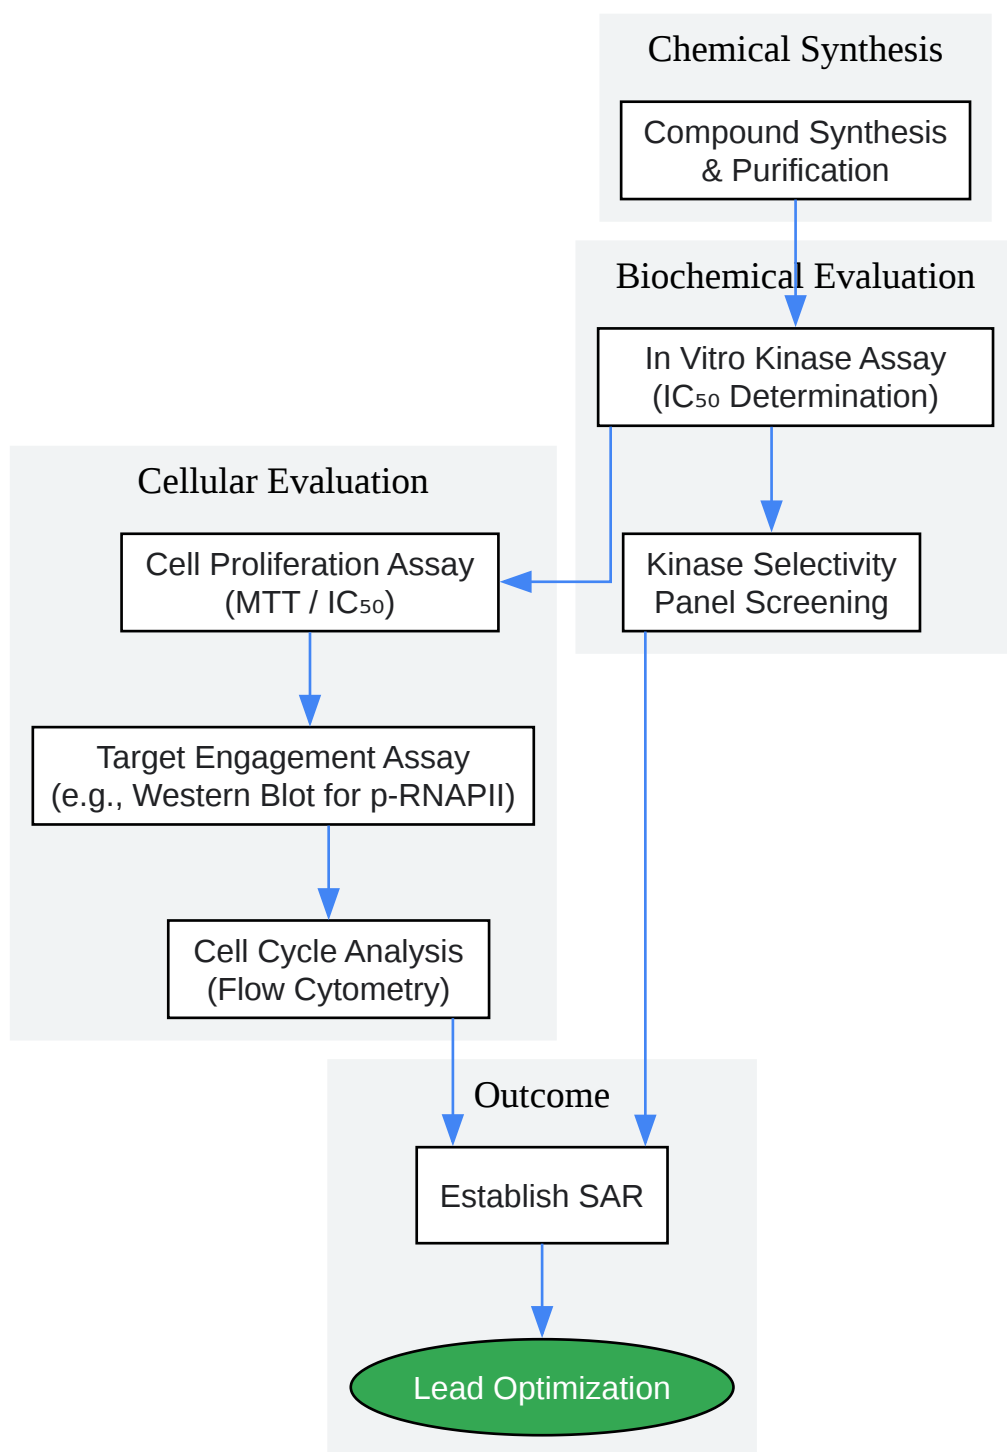 Chemical Synthesis
Compound Synthesis
& Purification
Biochemical Evaluation
In Vitro Kinase Assay
(IC₅₀ Determination)
Kinase Selectivity
Panel Screening
Cellular Evaluation
Cell Proliferation Assay
(MTT / IC₅₀)
Target Engagement Assay
(e.g., Western Blot for p-RNAPII)
Cell Cycle Analysis
(Flow Cytometry)
Outcome
Establish SAR
Lead Optimization